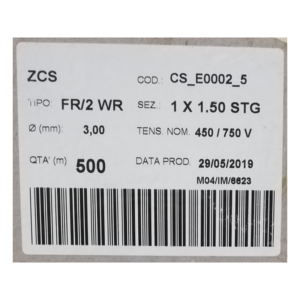 ZCS COD.: CS_E0002_5
TIPO: FR/2 WR SEZ.: 1 X 1.50 STG
Ø (mm): 3,00 TENS. NOM. 450 / 750 V
QTA' (m) 500 DATA PROD. 29/05/2019
M04/IM/6623